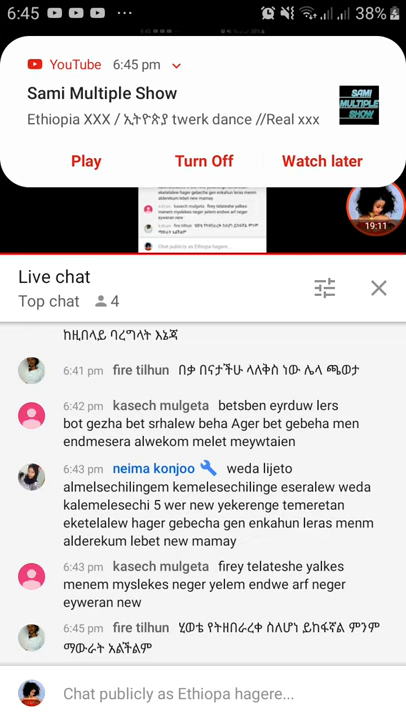 6:45
38%
YouTube 6:45 pm
Sami Multiple Show
Ethiopia XXX / ኢትዮጵያ twerk dance //Real xxx
SAMI
MULTIPLE
SHOW
Play Turn Off Watch later
19:11
Live chat
Top chat 4
ከዚበላይ ባረግላት እኔጃ
6:41 pm fire tilhun በቃ በናታችሁ ላለቅስ ነው ሌላ ጫወታ
6:42 pm kasech mulgeta betsben eyrduw lers
bot gezha bet srhalew beha Ager bet gebeha men
endmesera alwekom melet meywtaien
6:43 pm neima konjoo weda lijeto
almelsechilingem kemelesechilinge eseralew weda
kalemelesechi 5 wer new yekerenge temeretan
eketelalew hager gebecha gen enkahun leras menm
alderekum lebet new mamay
6:43 pm kasech mulgeta firey telateshe yalkes
menem myslekes neger yelem endwe arf neger
eyweran new
6:45 pm fire tilhun ሂወቴ የትዘበራረቀ ስለሆነ ይከፋኛል ምንም
ማውራት አልችልም
Chat publicly as Ethiopa hagere...